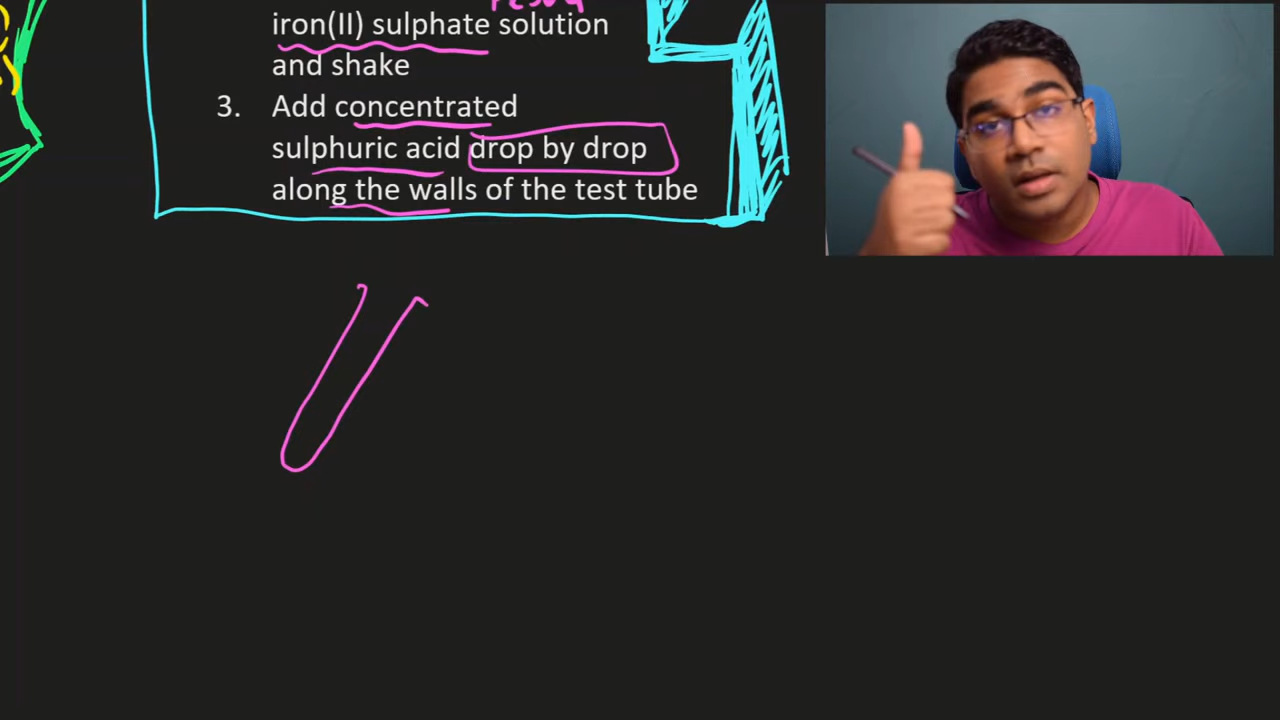 iron(II) sulphate solution
and shake
3. Add concentrated
sulphuric acid drop by drop
along the walls of the test tube